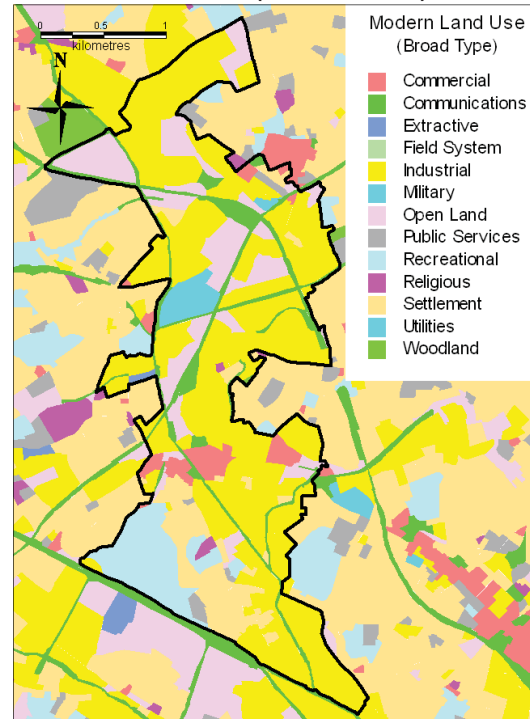 Modern Land Use
(Broad Type)
0 0.5 1
kilometres
N
Commercial
Communications
Extractive
Field System
Industrial
Military
Open Land
Public Services
Recreational
Religious
Settlement
Utilities
Woodland